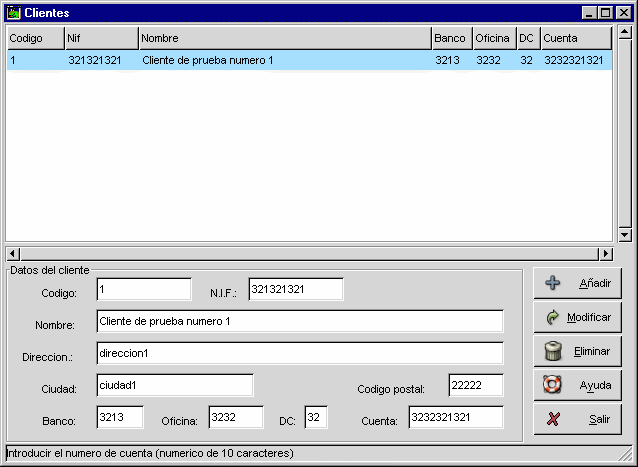 Clientes
Codigo Nif Nombre Banco Oficina DC Cuenta
1 321321321 Cliente de prueba numero 1 3213 3232 32 3232321321
Datos del cliente
Codigo: 1 N.I.F.: 321321321
Nombre: Cliente de prueba numero 1
Direccion.: direccion1
Ciudad: ciudad1 Codigo postal: 22222
Banco: 3213 Oficina: 3232 DC: 32 Cuenta: 3232321321
Añadir
Modificar
Eliminar
Ayuda
Salir
Introducir el numero de cuenta (numerico de 10 caracteres)